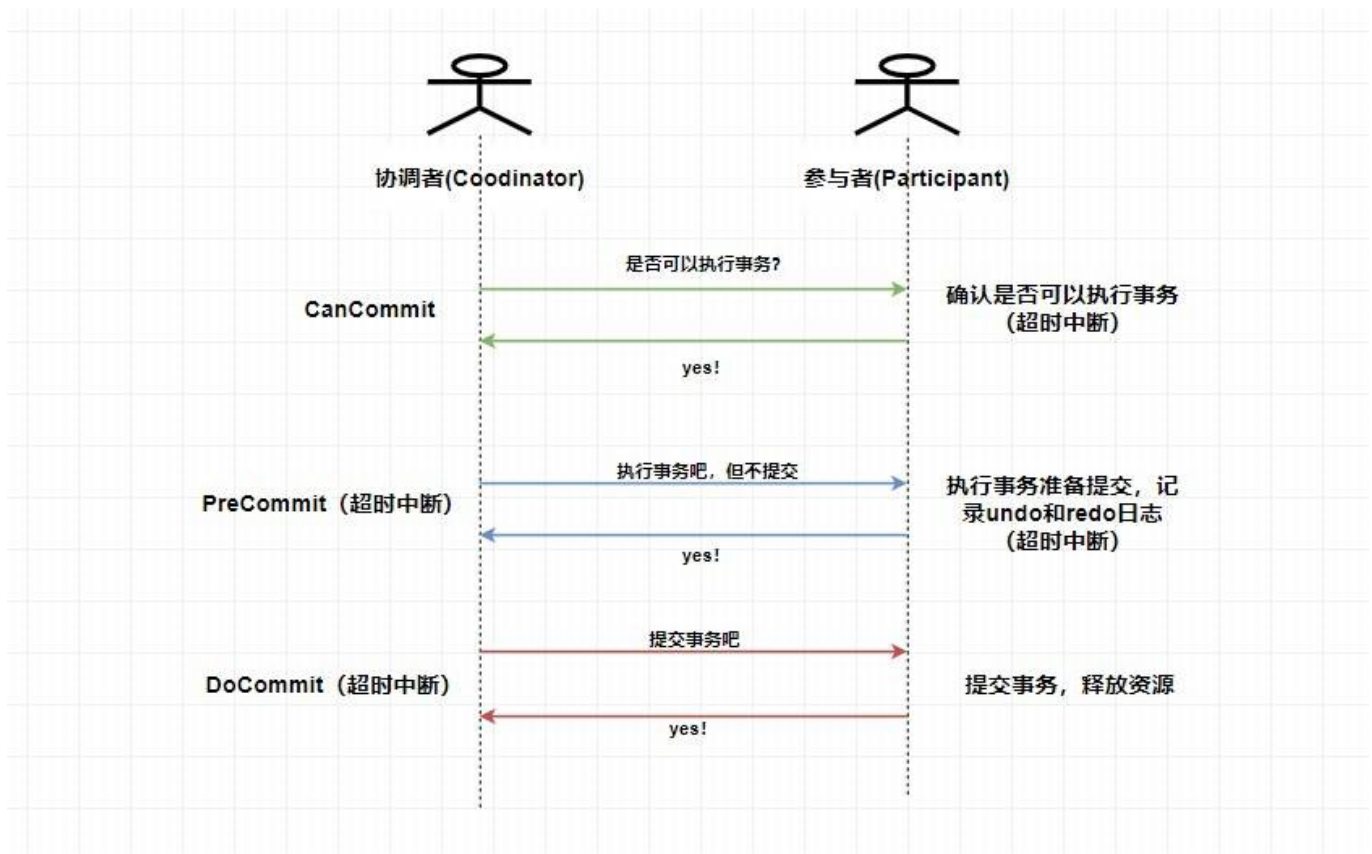 协调者(Coodinator)
参与者(Participant)
是否可以执行事务?
CanCommit
确认是否可以执行事务
（超时中断）
yes!
执行事务吧，但不提交
PreCommit（超时中断）
执行事务准备提交，记
录undo和redo日志
（超时中断）
yes!
提交事务吧
DoCommit（超时中断）
提交事务，释放资源
yes!